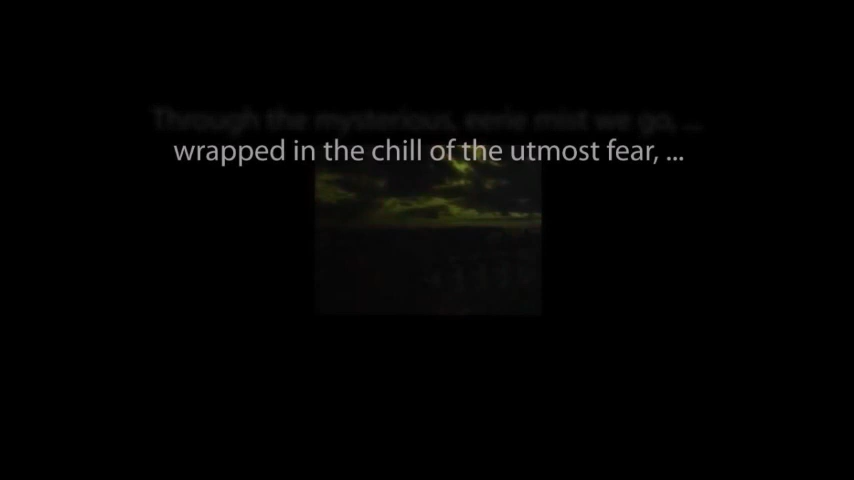 Through the mysterious, eerie mist we go, ...
wrapped in the chill of the utmost fear, ...